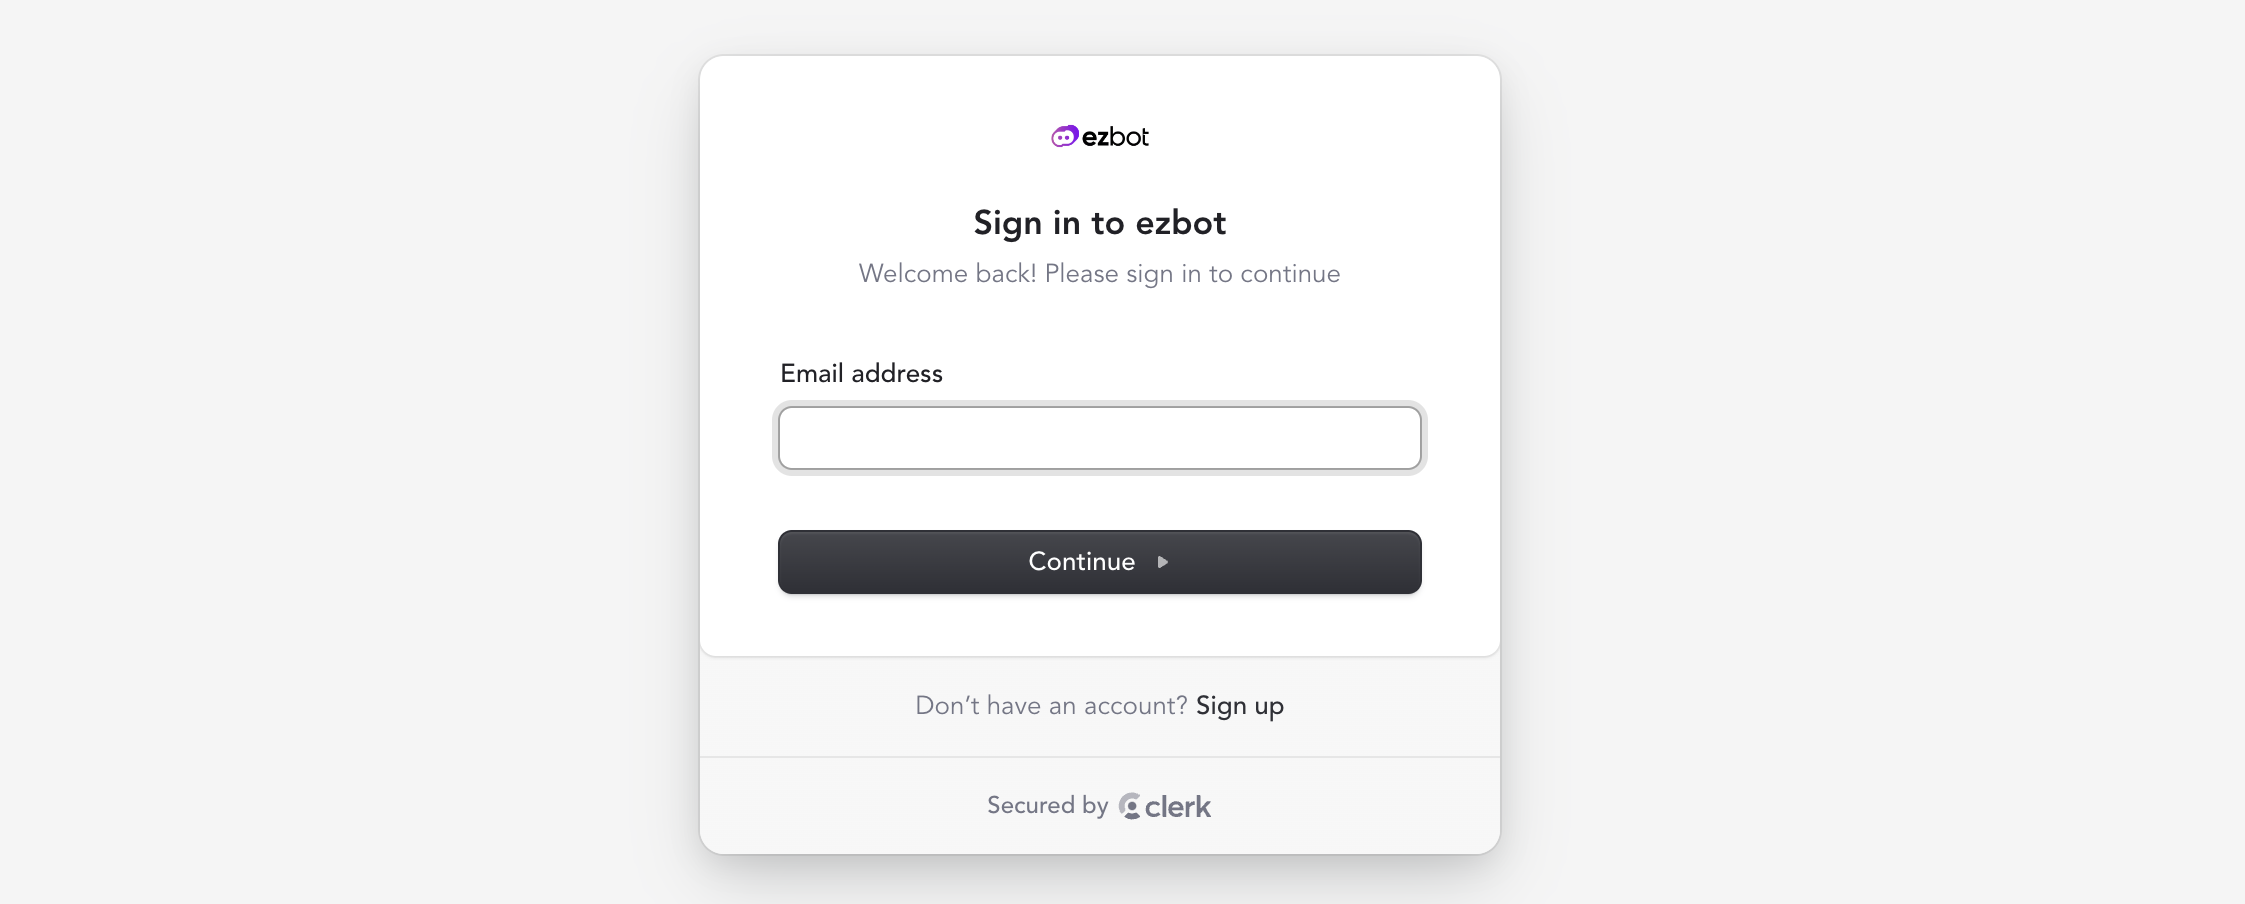 ezbot
Sign in to ezbot
Welcome back! Please sign in to continue
Email address
Continue
Don’t have an account? Sign up
Secured by clerk